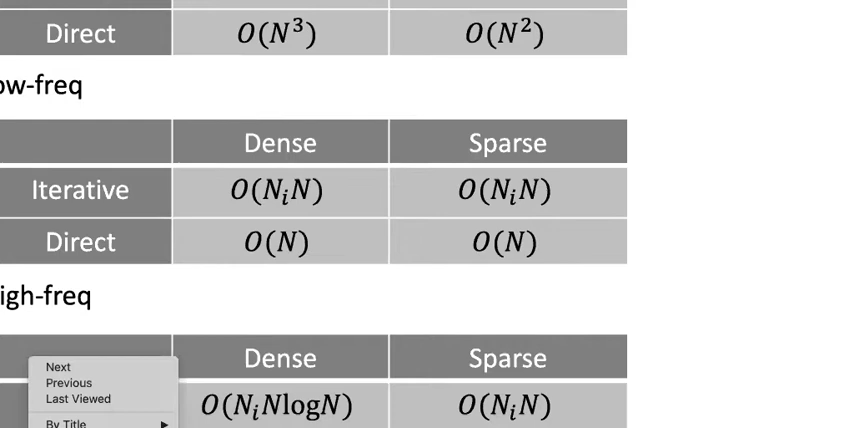 Direct O(N³) O(N²)
ow-freq
Dense Sparse
Iterative O(NᵢN) O(NᵢN)
Direct O(N) O(N)
igh-freq
Dense Sparse
Next
Previous
Last Viewed
O(NᵢNlogN) O(NᵢN)
By Title